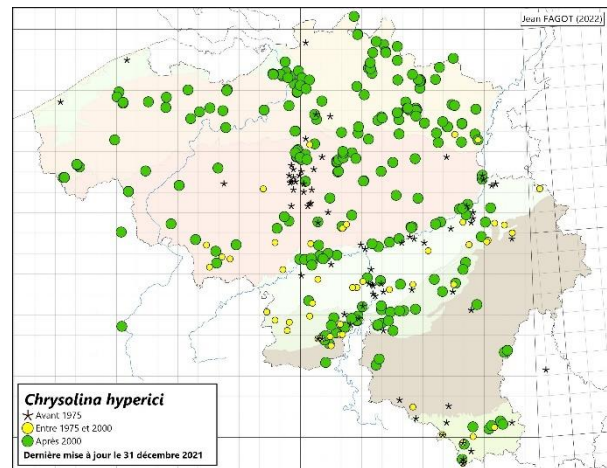 Jean FAGOT (2022)
Chrysolina hyperici
Avant 1975
Entre 1975 et 2000
Après 2000
Dernière mise à jour le 31 décembre 2021